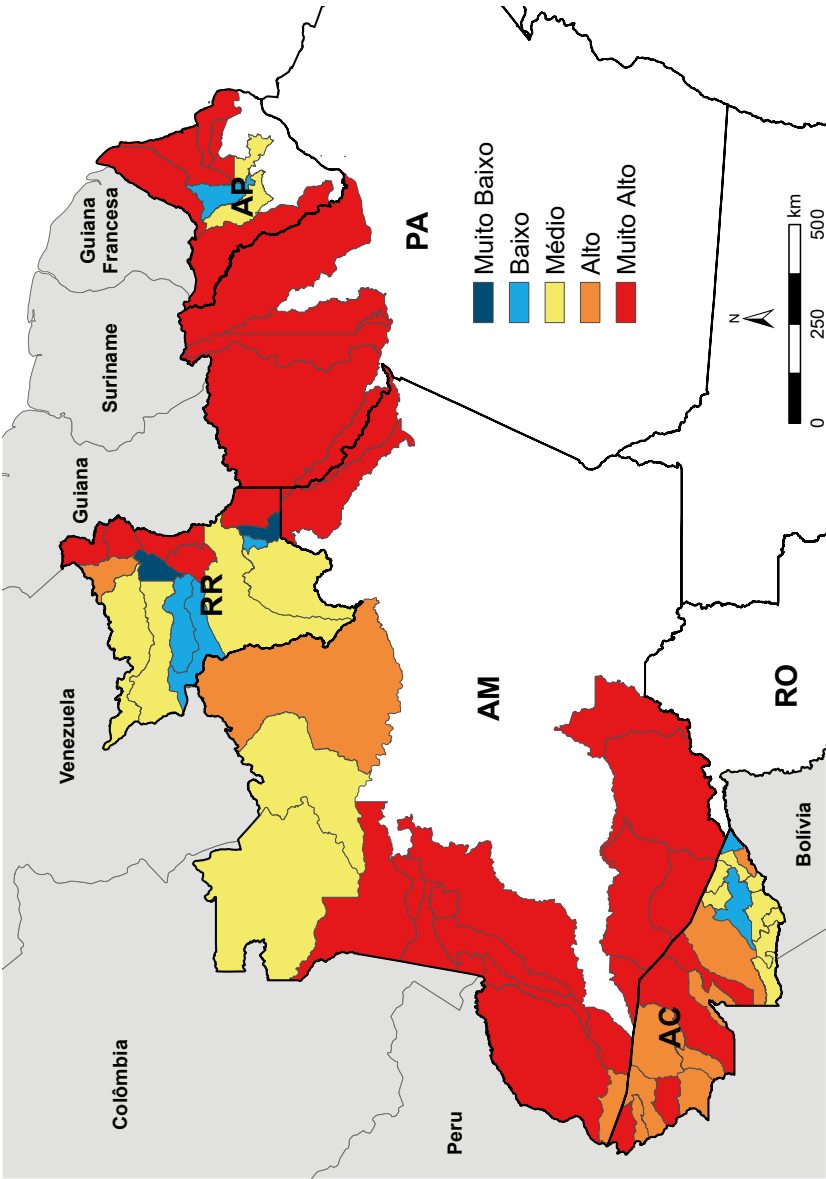 Venezuela
Guiana
Suriname
Guiana
Francesa
Colômbia
RR
AP
AM
PA
Peru
AC
Bolívia
RO
Muito Baixo
Baixo
Médio
Alto
Muito Alto
N
0 250 500 km